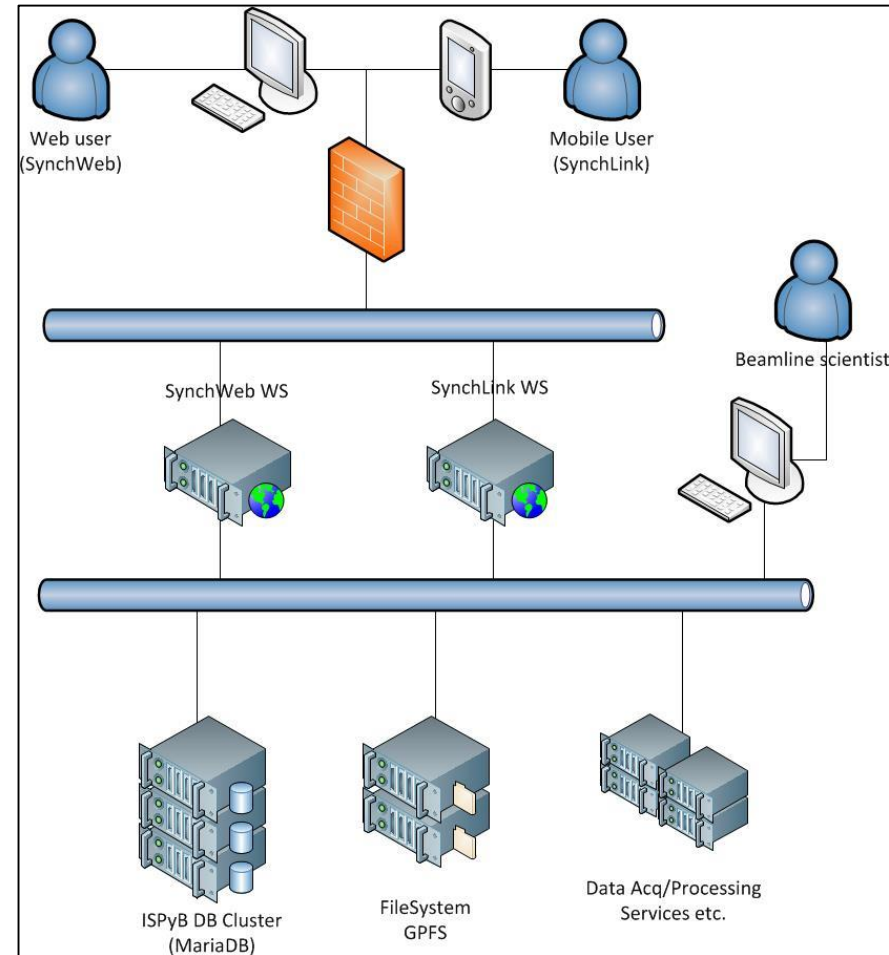 Web user
(SynchWeb)
Mobile User
(SynchLink)
Beamline scientist
SynchWeb WS
SynchLink WS
ISPyB DB Cluster
(MariaDB)
FileSystem
GPFS
Data Acq/Processing
Services etc.